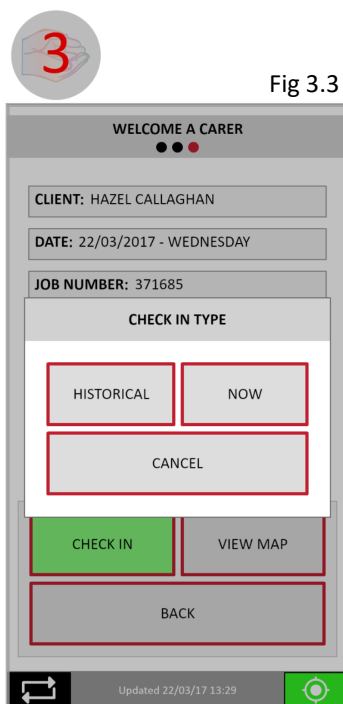 3
Fig 3.3
WELCOME A CARER
CLIENT: HAZEL CALLAGHAN
DATE: 22/03/2017 - WEDNESDAY
JOB NUMBER: 371685
CHECK IN TYPE
HISTORICAL NOW
CANCEL
CHECK IN VIEW MAP
BACK
Updated 22/03/17 13:29